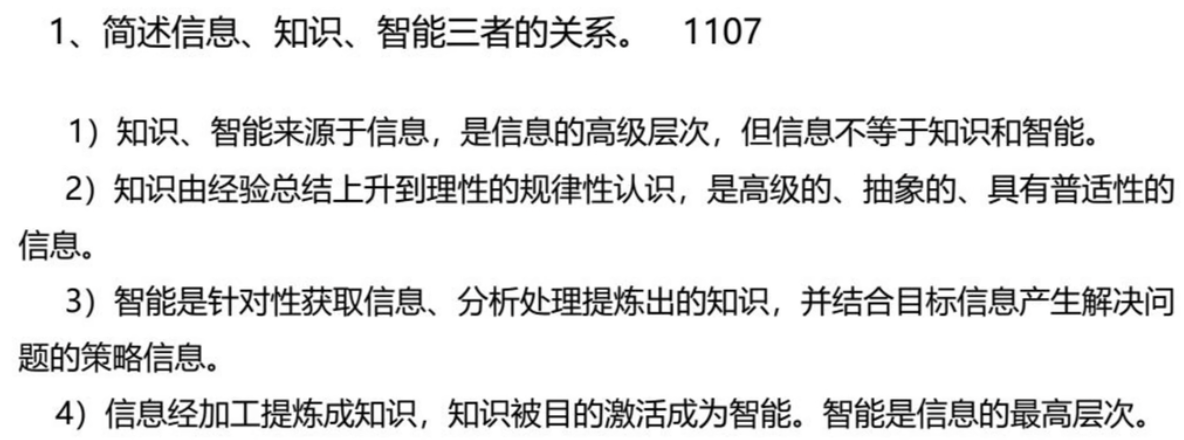 1、简述信息、知识、智能三者的关系。 1107
1）知识、智能来源于信息，是信息的高级层次，但信息不等于知识和智能。
2）知识由经验总结上升到理性的规律性认识，是高级的、抽象的、具有普适性的
信息。
3）智能是针对性获取信息、分析处理提炼出的知识，并结合目标信息产生解决问
题的策略信息。
4）信息经加工提炼成知识，知识被目的激活成为智能。智能是信息的最高层次。